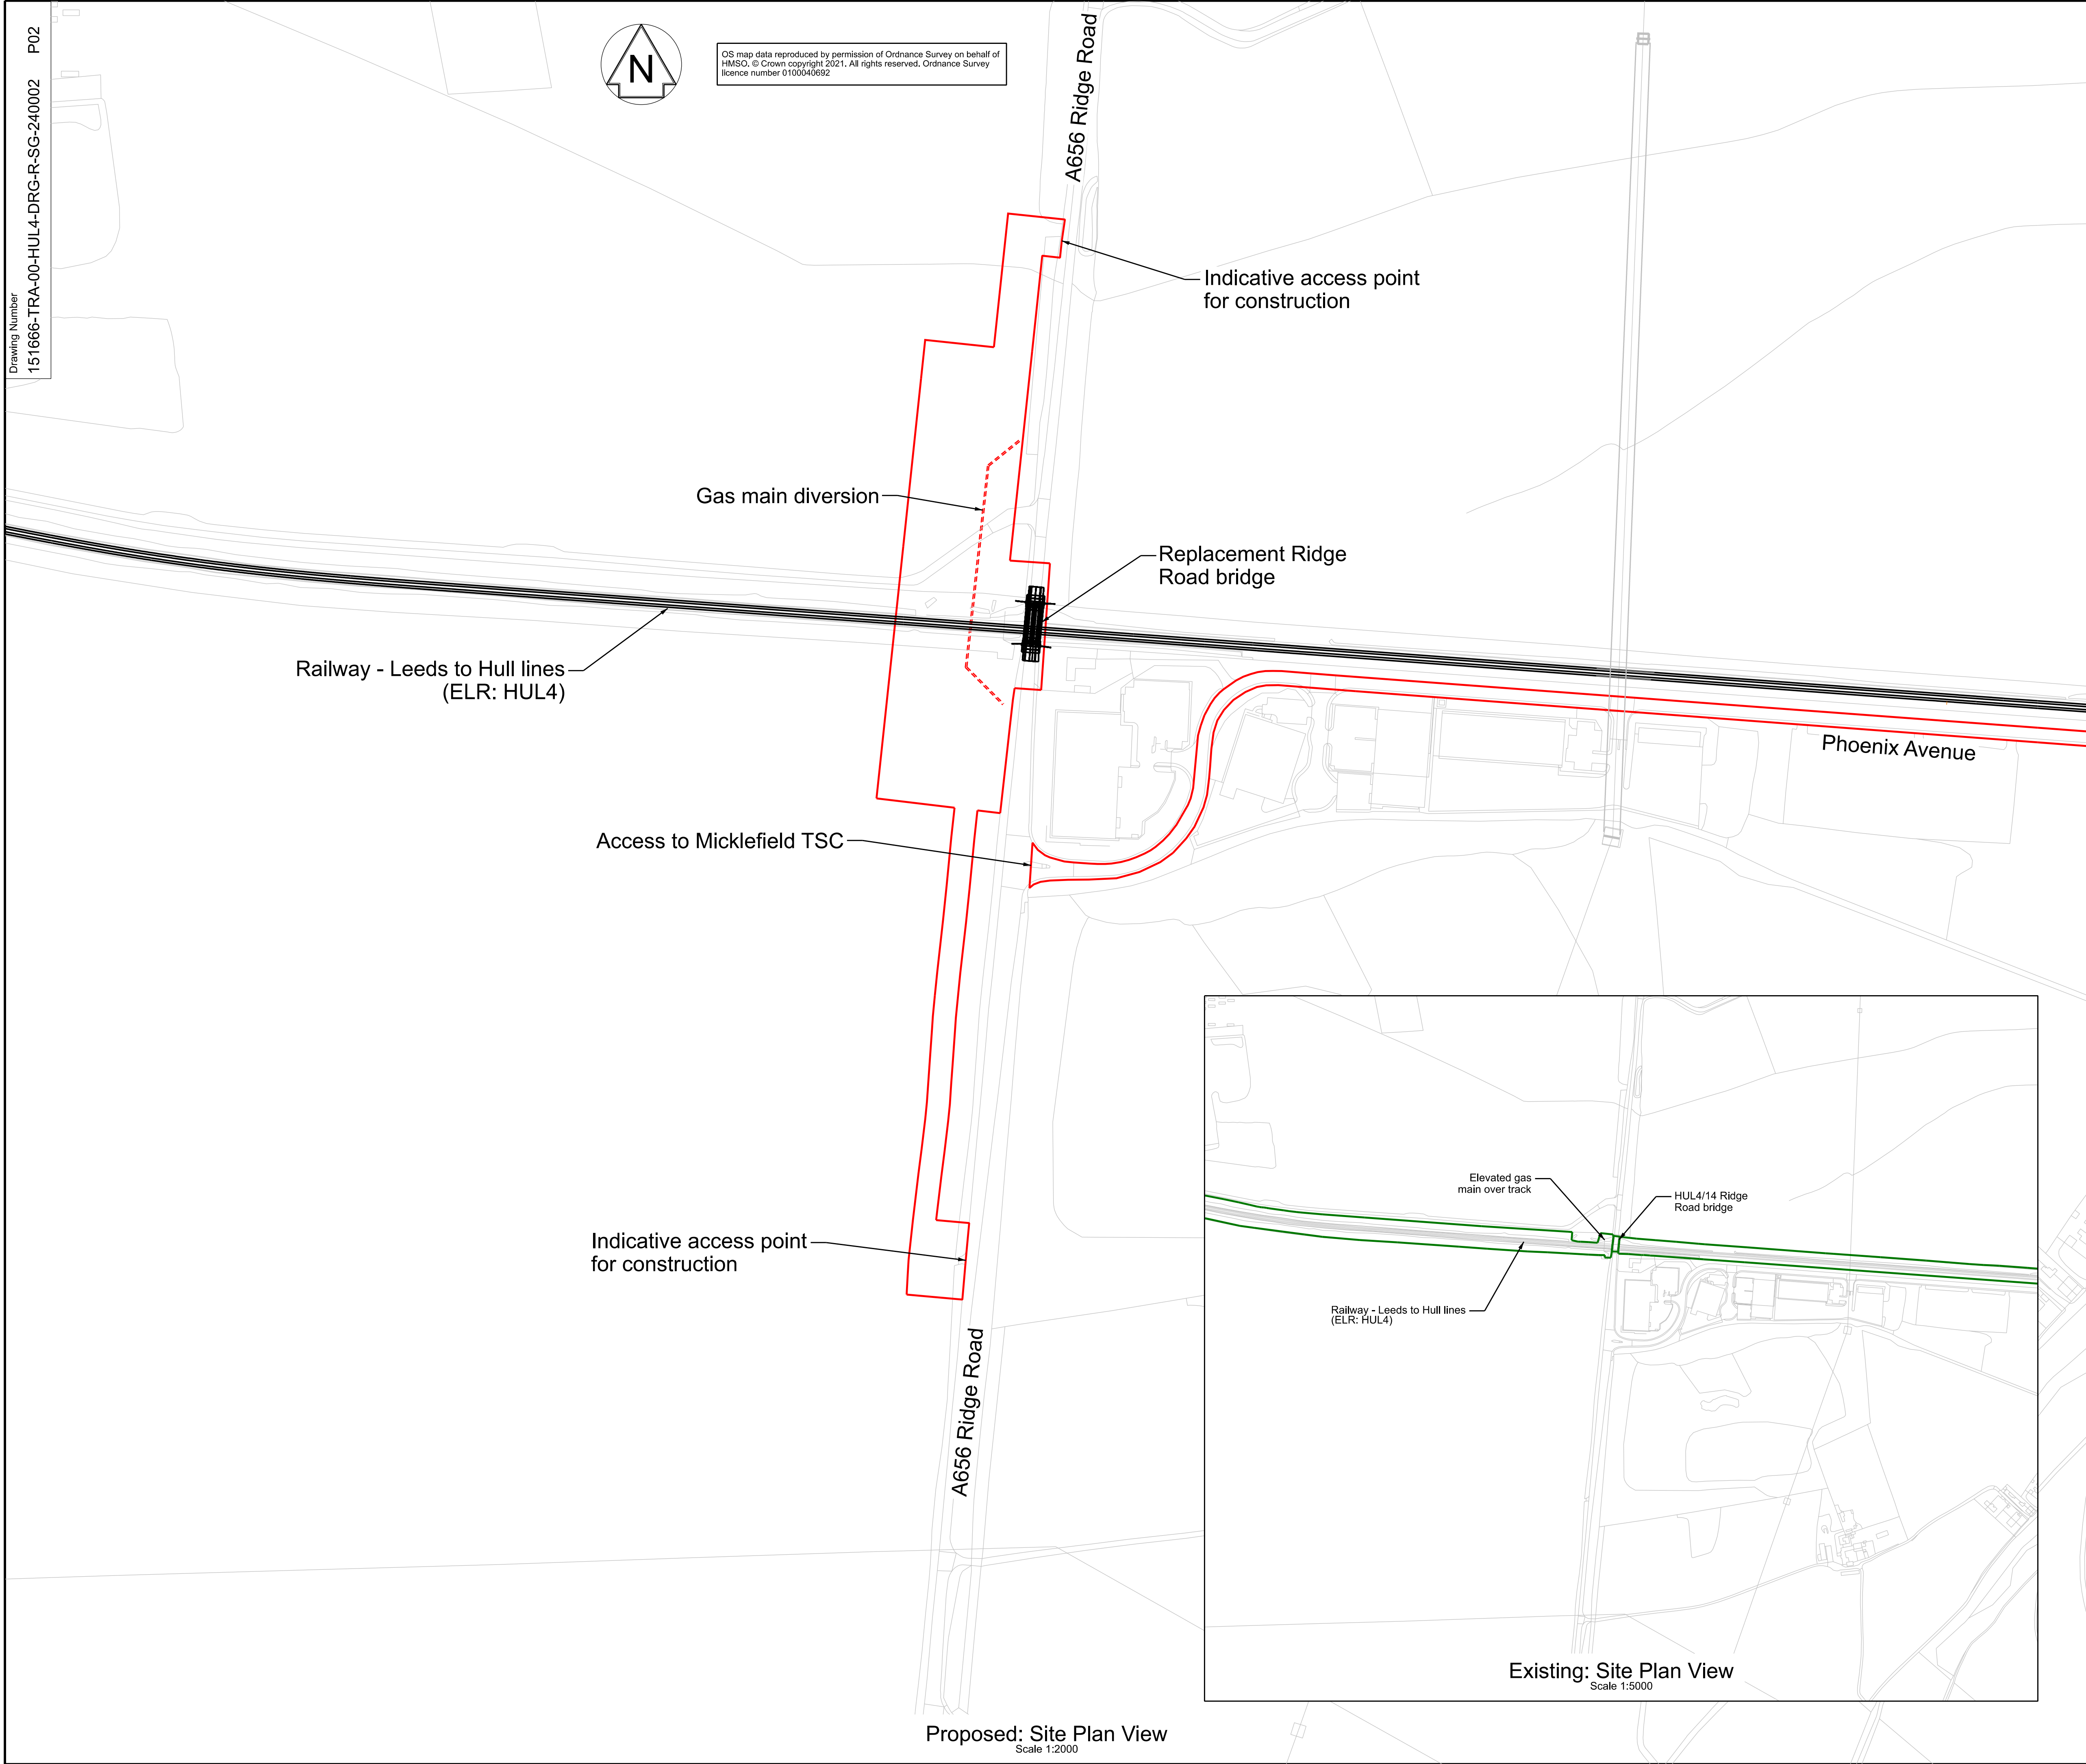 Drawing Number
151666-TRA-00-HUL4-DRG-R-SG-240002 P02
N
OS map data reproduced by permission of Ordnance Survey on behalf of
HMSO. © Crown copyright 2021. All rights reserved. Ordnance Survey
licence number 0100040692
A656 Ridge Road
Indicative access point
for construction
Gas main diversion
Replacement Ridge
Road bridge
Railway - Leeds to Hull lines
(ELR: HUL4)
Phoenix Avenue
Access to Micklefield TSC
Indicative access point
for construction
A656 Ridge Road
Elevated gas
main over track
HUL4/14 Ridge
Road bridge
Railway - Leeds to Hull lines
(ELR: HUL4)
Existing: Site Plan View
Scale 1:5000
Proposed: Site Plan View
Scale 1:2000